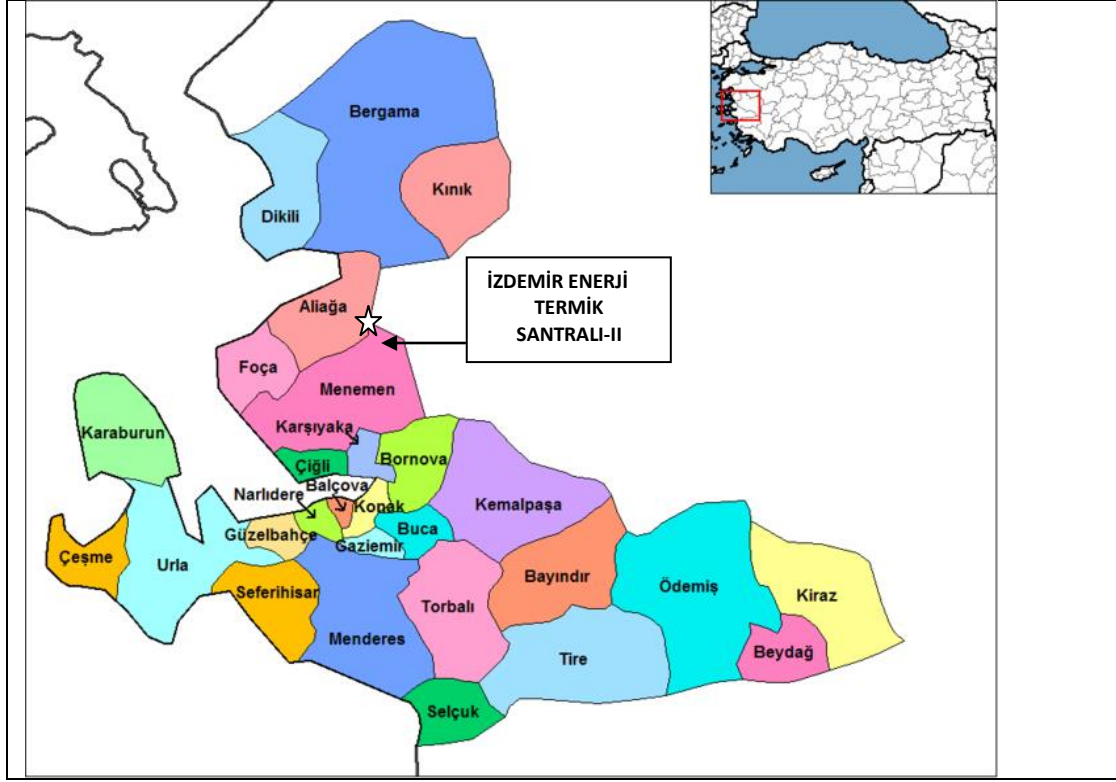 Bergama
Kınık
Dikili
İZDEMİR ENERJİ
TERMİK
SANTRALI-II
Aliağa
Foça
Menemen
Karşıyaka
Karaburun
Bornova
Çiğli
Balçova
Narlıdere
Konak
Kemalpaşa
Buca
Güzelbahçe
Gaziemir
Çeşme
Urla
Bayındır
Ödemiş
Seferihisar
Kiraz
Torbalı
Menderes
Beydağ
Tire
Selçuk